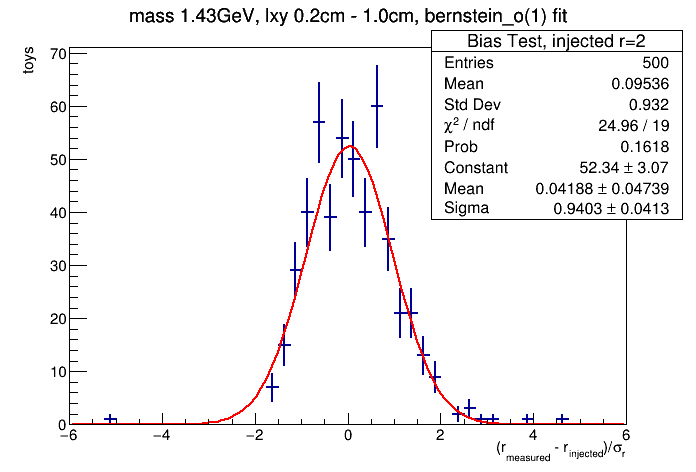 mass 1.43GeV, lxy 0.2cm - 1.0cm, bernstein_o(1) fit
toys
Bias Test, injected r=2
Entries 500
Mean 0.09536
Std Dev 0.932
χ² / ndf 24.96 / 19
Prob 0.1618
Constant 52.34 ± 3.07
Mean 0.04188 ± 0.04739
Sigma 0.9403 ± 0.0413
70
60
50
40
30
20
10
0
−6 −4 −2 0 2 4 6
(r_measured - r_injected)/σ_r